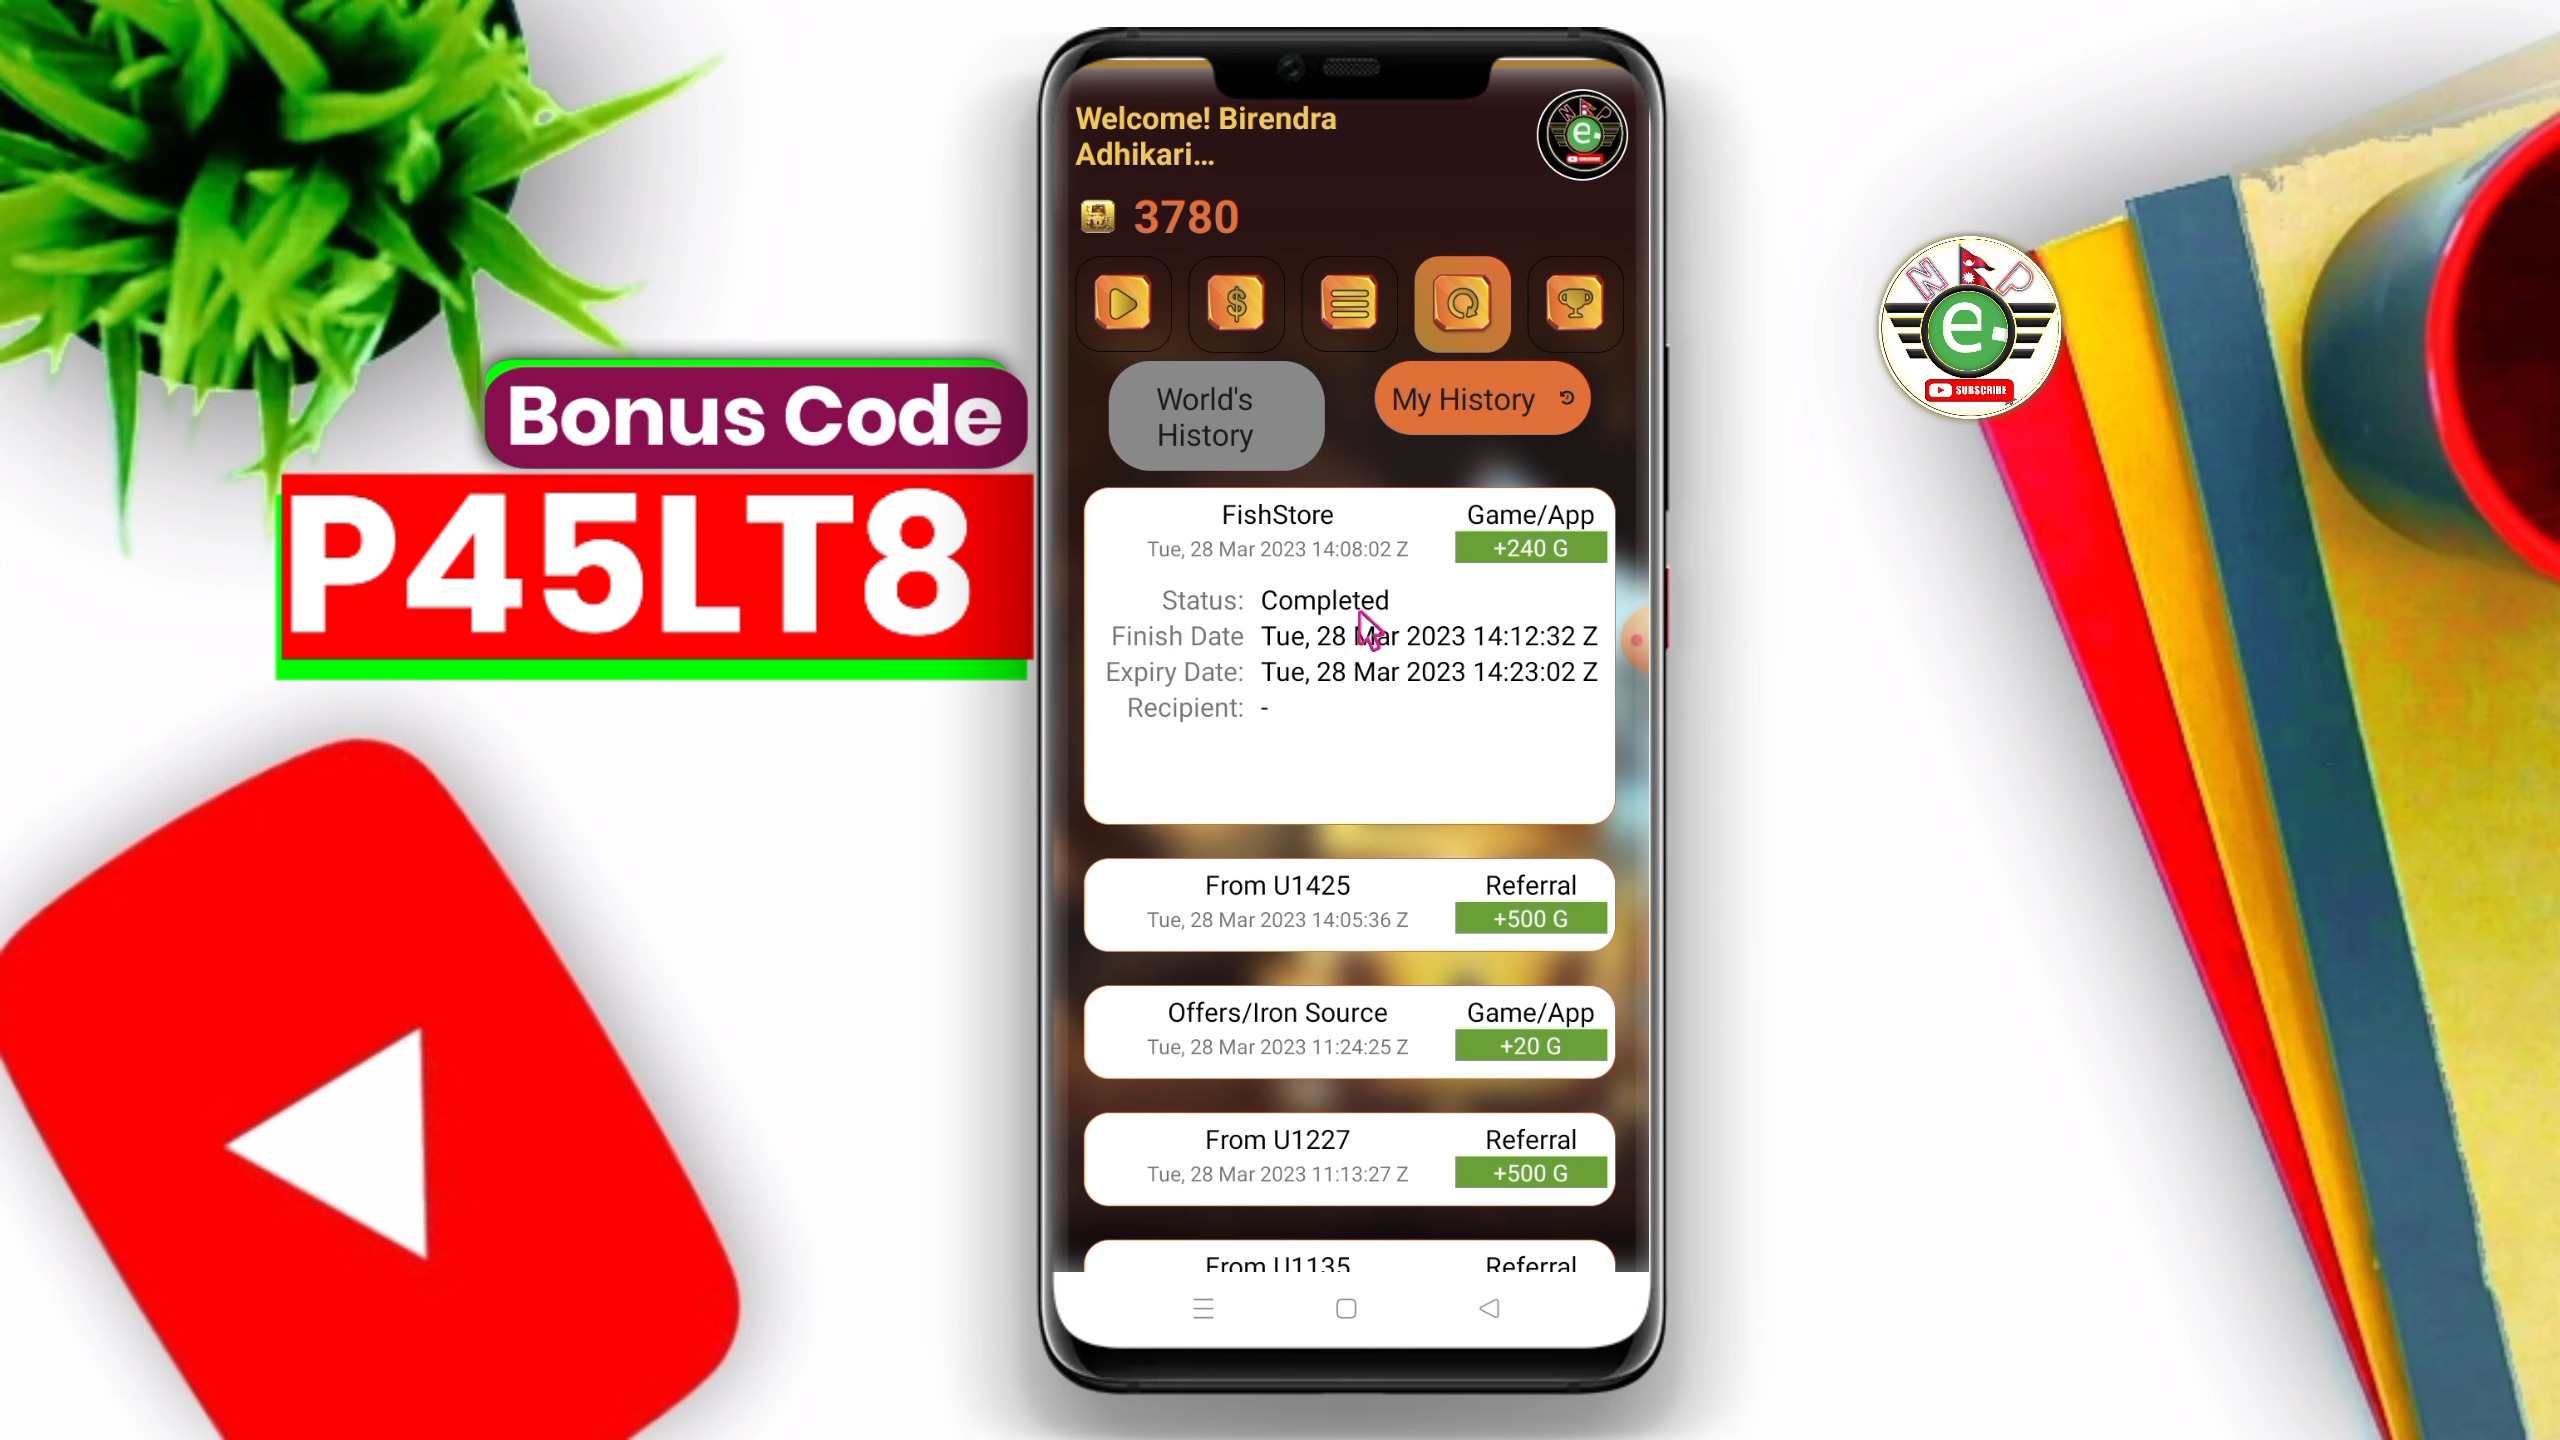 Welcome! Birendra
Adhikari...
3780
World's
History
My History
Bonus Code
P45LT8
FishStore
Game/App
Tue, 28 Mar 2023 14:08:02 Z
+240 G
Status: Completed
Finish Date Tue, 28 Mar 2023 14:12:32 Z
Expiry Date: Tue, 28 Mar 2023 14:23:02 Z
Recipient: -
From U1425
Referral
Tue, 28 Mar 2023 14:05:36 Z
+500 G
Offers/Iron Source
Game/App
Tue, 28 Mar 2023 11:24:25 Z
+20 G
From U1227
Referral
Tue, 28 Mar 2023 11:13:27 Z
+500 G
From U1135
Referral
N P
e
SUBSCRIBE